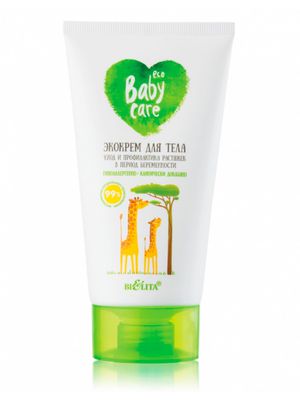 eco
Baby
care
ЭКОКРЕМ ДЛЯ ТЕЛА
УХОД И ПРОФИЛАКТИКА РАСТЯЖЕК
В ПЕРИОД БЕРЕМЕННОСТИ
ГИПОАЛЛЕРГЕННО - КЛИНИЧЕСКИ ДОКАЗАНО
99%
BIELITA®